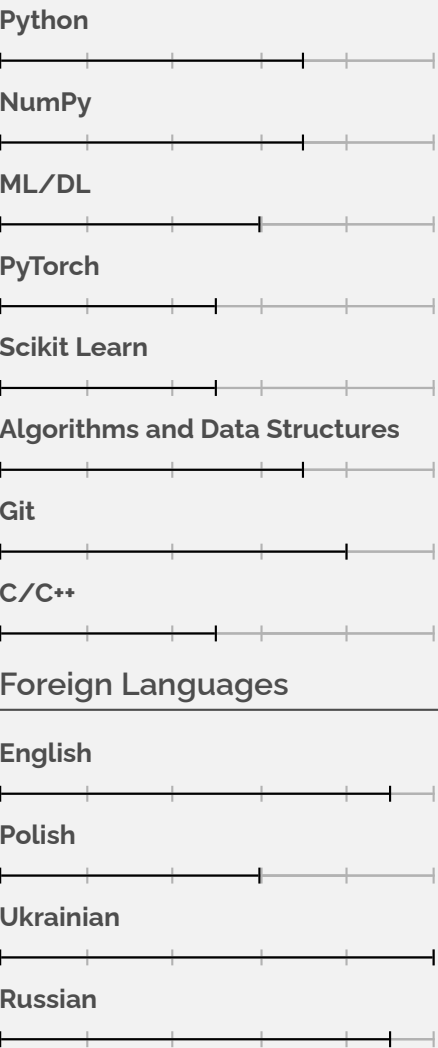 Python
NumPy
ML/DL
PyTorch
Scikit Learn
Algorithms and Data Structures
Git
C/C++
Foreign Languages
English
Polish
Ukrainian
Russian